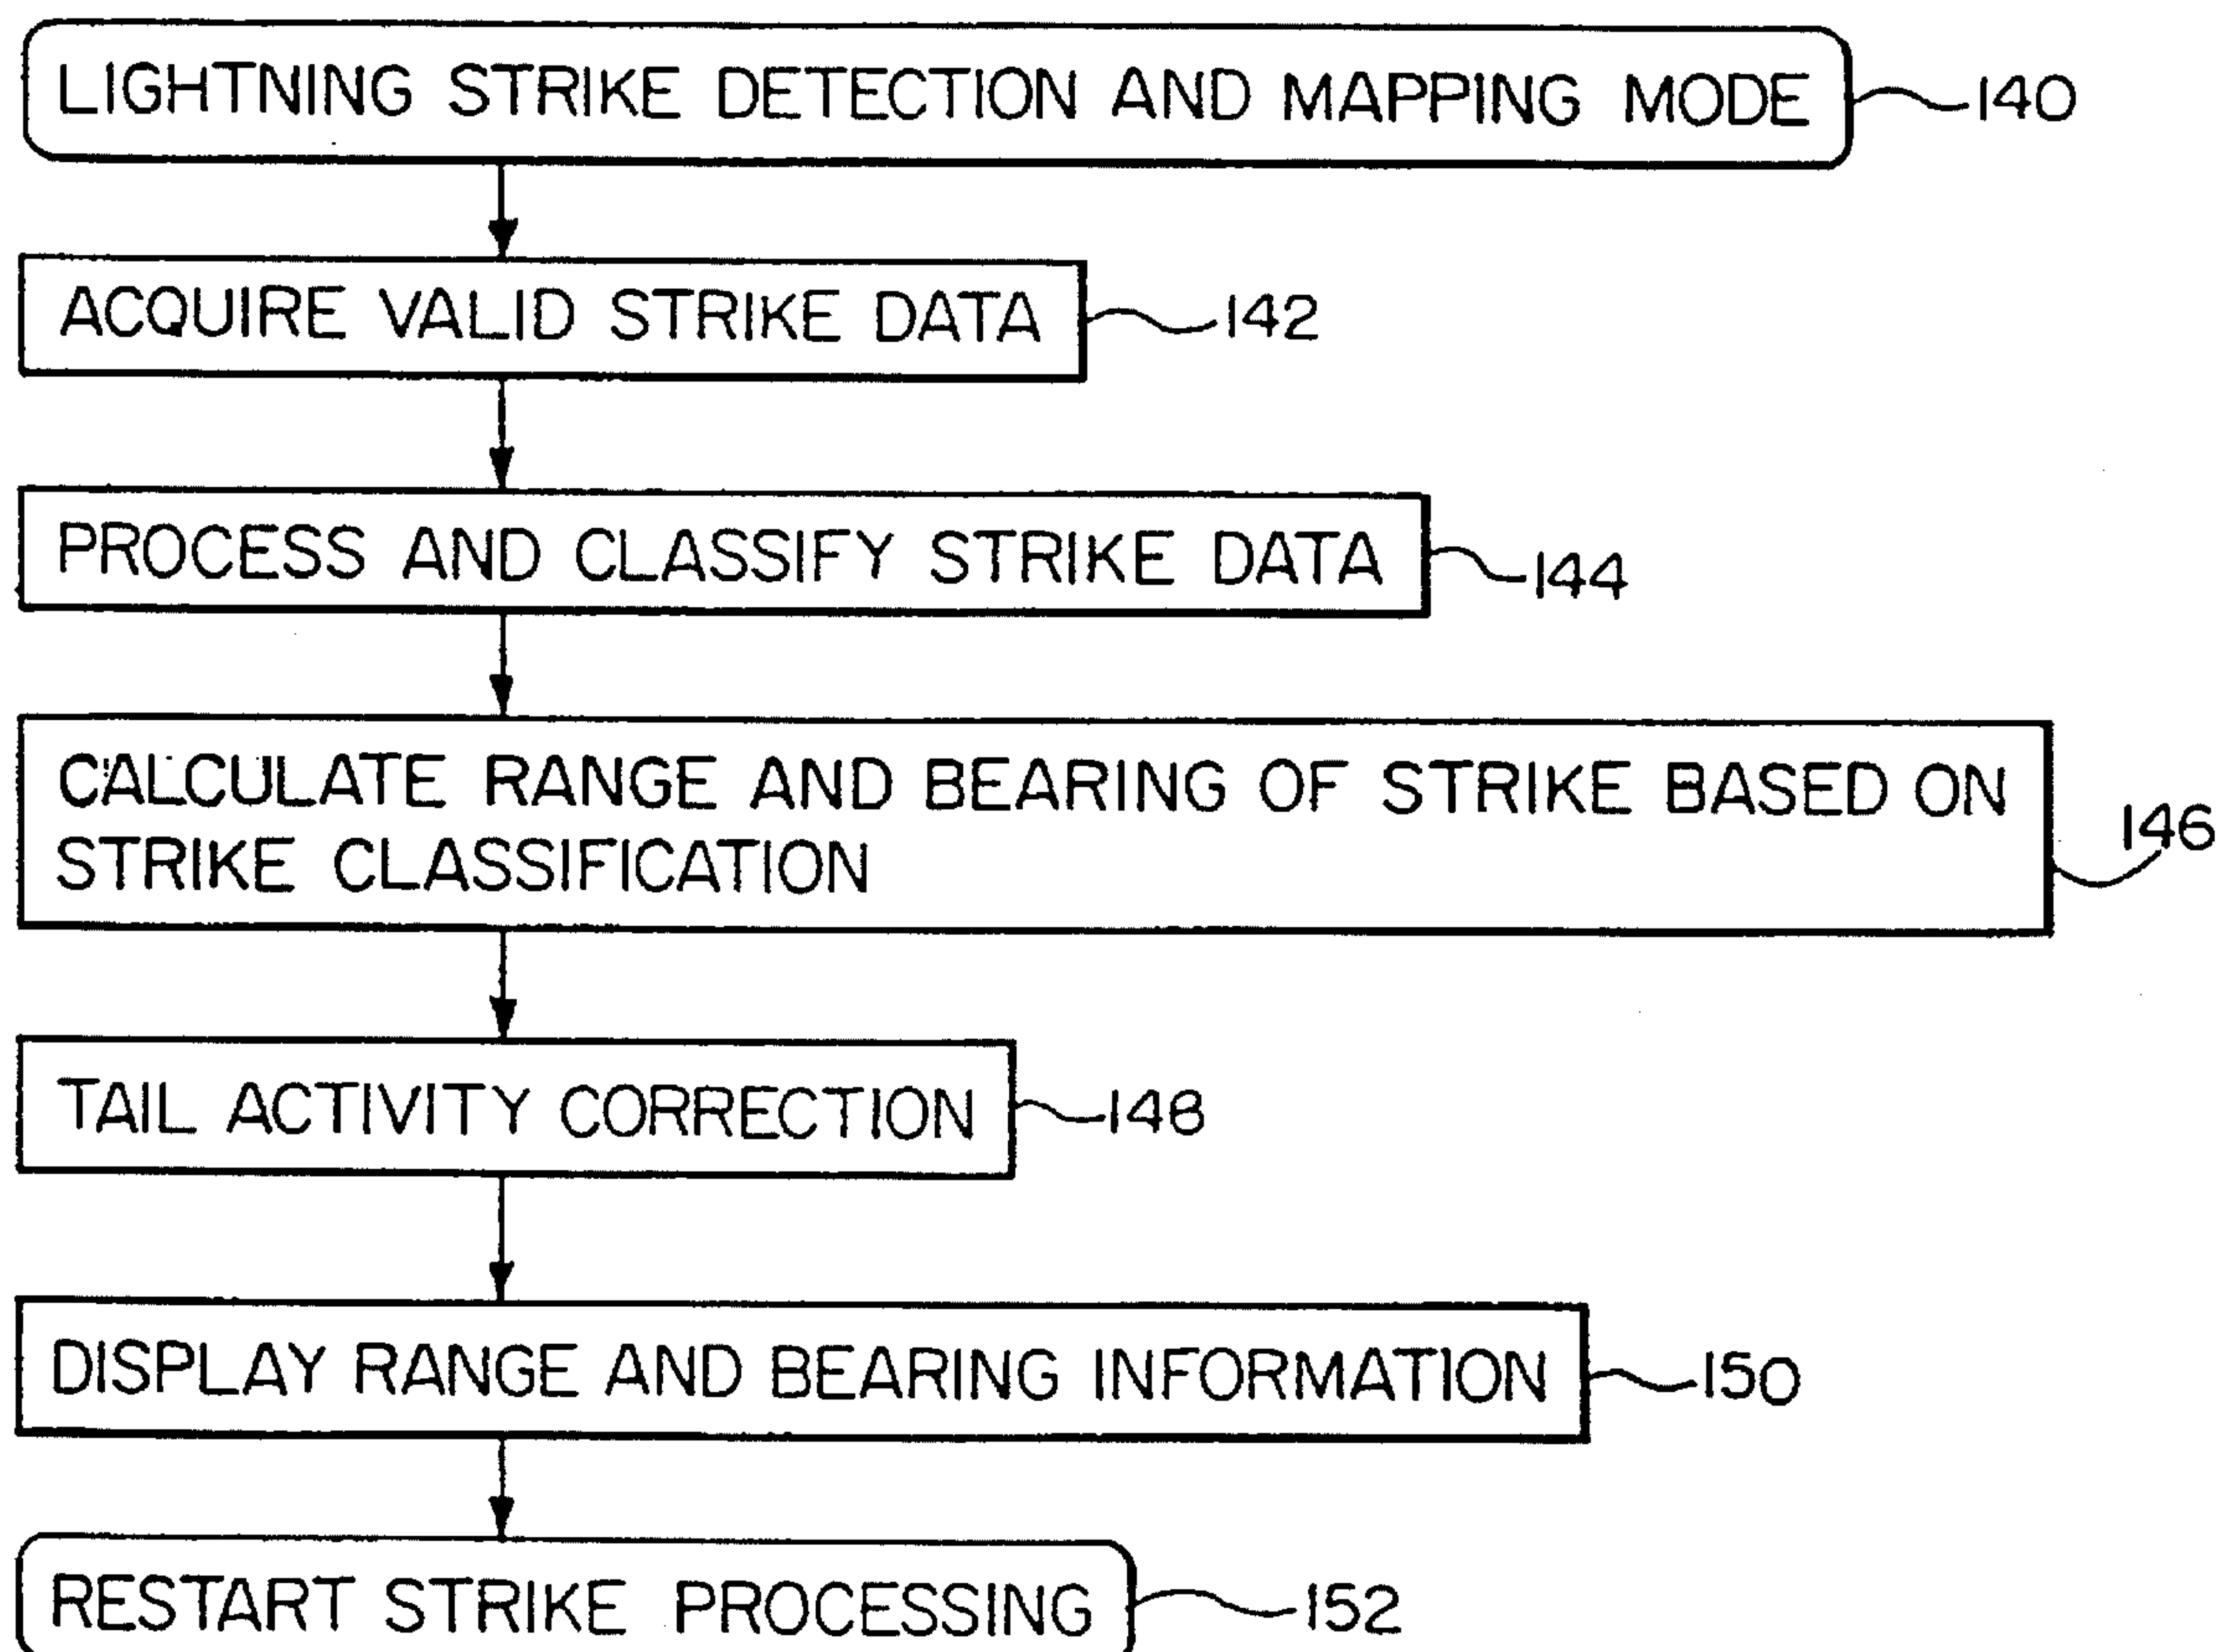 LIGHTNING STRIKE DETECTION AND MAPPING MODE 140
ACQUIRE VALID STRIKE DATA 142
PROCESS AND CLASSIFY STRIKE DATA 144
CALCULATE RANGE AND BEARING OF STRIKE BASED ON
STRIKE CLASSIFICATION 146
TAIL ACTIVITY CORRECTION 148
DISPLAY RANGE AND BEARING INFORMATION 150
RESTART STRIKE PROCESSING 152